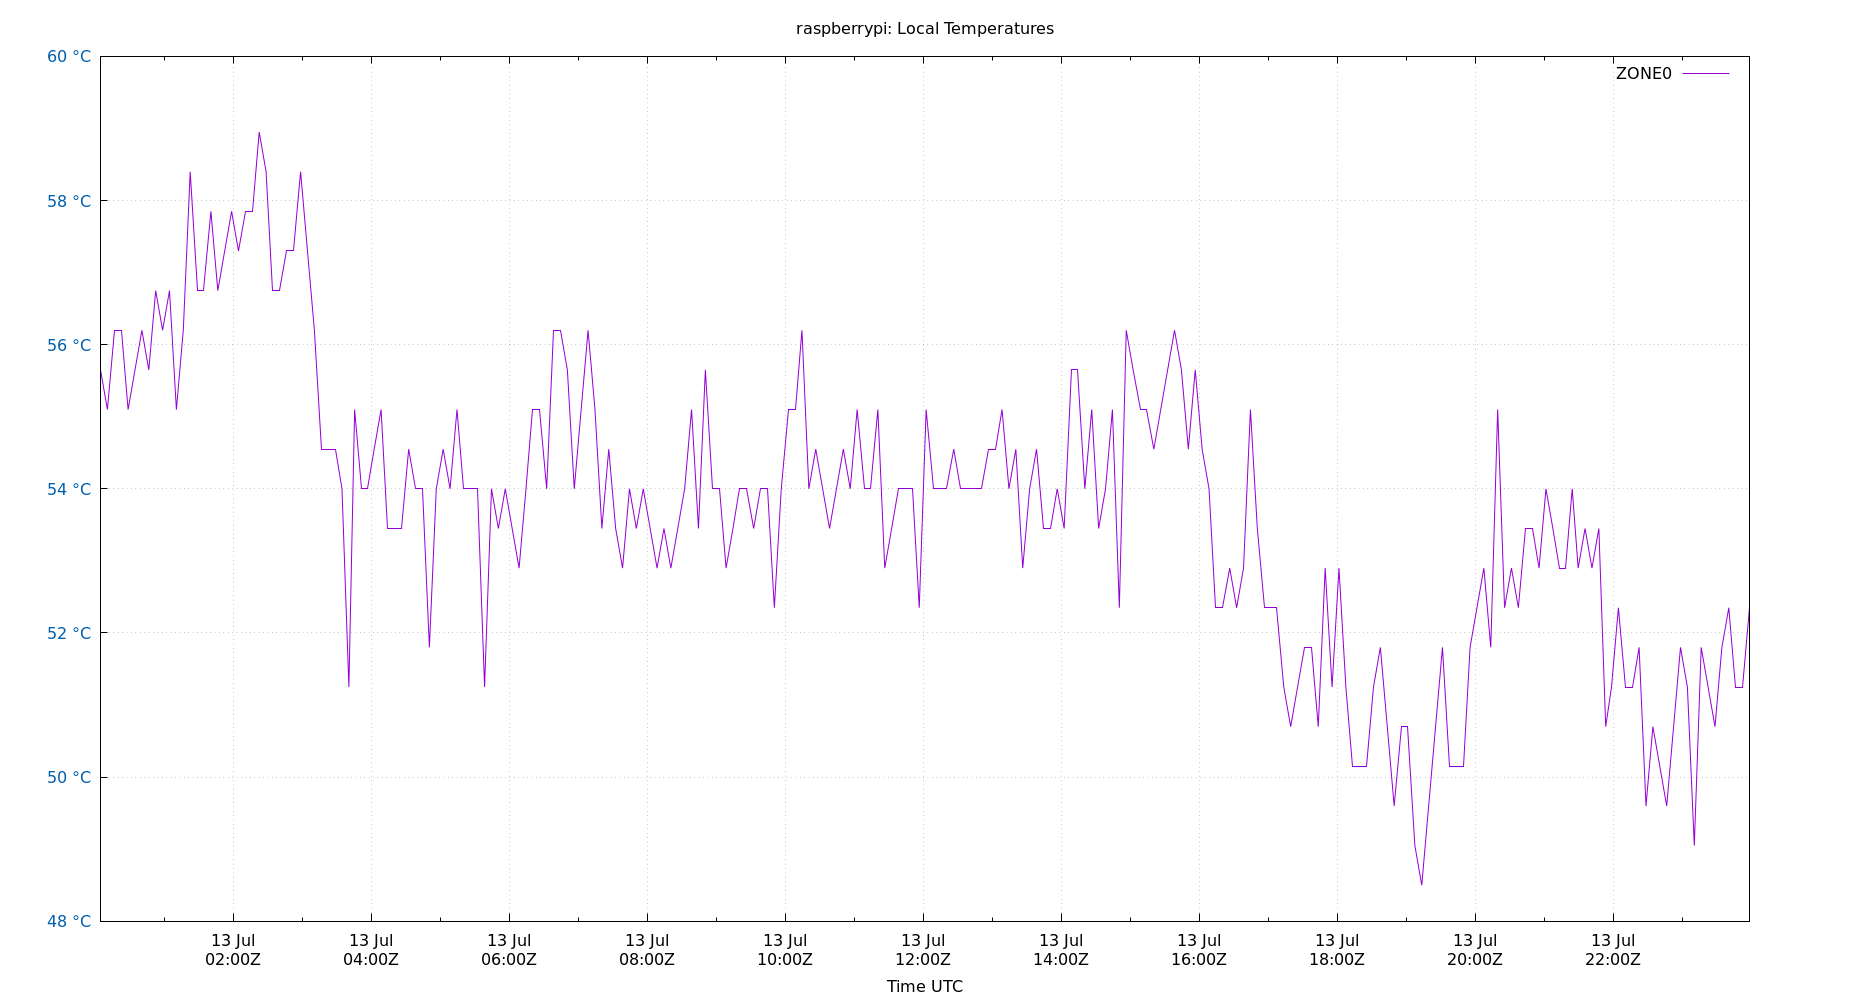 raspberrypi: Local Temperatures
60 °C
58 °C
56 °C
54 °C
52 °C
50 °C
48 °C
ZONE0
13 Jul 13 Jul 13 Jul 13 Jul 13 Jul 13 Jul 13 Jul 13 Jul 13 Jul 13 Jul 13 Jul
02:00Z 04:00Z 06:00Z 08:00Z 10:00Z 12:00Z 14:00Z 16:00Z 18:00Z 20:00Z 22:00Z
Time UTC